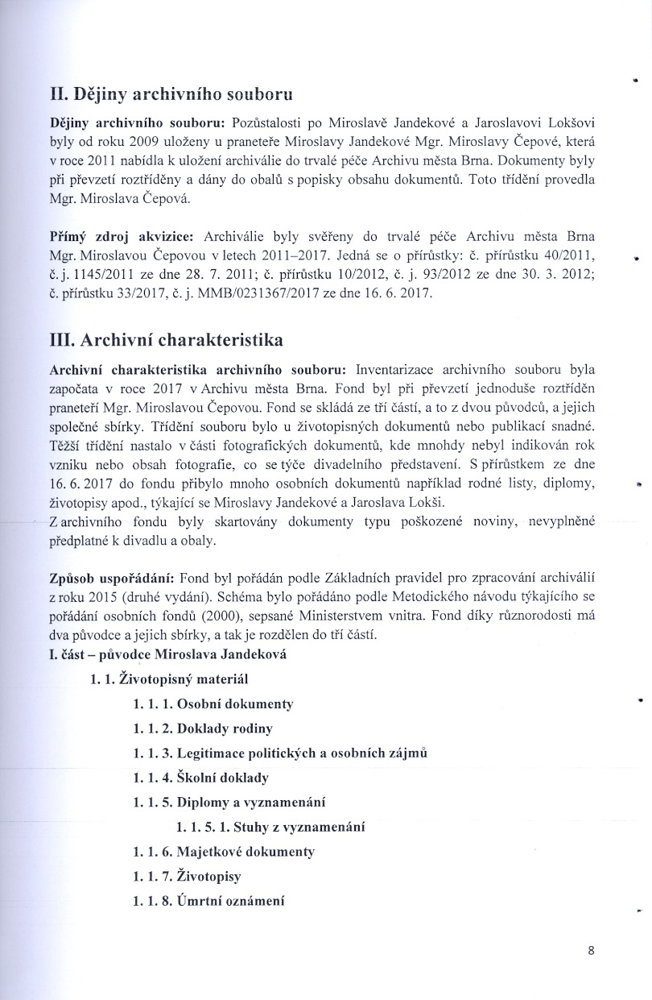 II. Dějiny archivního souboru
Dějiny archivního souboru: Pozůstalosti po Miroslavě Jandekové a Jaroslavovi Lokšovi
byly od roku 2009 uloženy u praneteře Miroslavy Jandekové Mgr. Miroslavy Čepové, která
v roce 2011 nabídla k uložení archiválie do trvalé péče Archivu města Brna. Dokumenty byly
při převzetí roztříděny a dány do obalů s popisky obsahu dokumentů. Toto třídění provedla
Mgr. Miroslava Čepová.
Přímý zdroj akvizice: Archiválie byly svěřeny do trvalé péče Archivu města Brna
Mgr. Miroslavou Čepovou v letech 2011–2017. Jedná se o přírůstky: č. přírůstku 40/2011,
č. j. 1145/2011 ze dne 28. 7. 2011; č. přírůstku 10/2012, č. j. 93/2012 ze dne 30. 3. 2012;
č. přírůstku 33/2017, č. j. MMB/0231367/2017 ze dne 16. 6. 2017.
III. Archivní charakteristika
Archivní charakteristika archivního souboru: Inventarizace archivního souboru byla
započata v roce 2017 v Archivu města Brna. Fond byl při převzetí jednoduše roztříděn
praneteří Mgr. Miroslavou Čepovou. Fond se skládá ze tří částí, a to z dvou původců, a jejich
společné sbírky. Třídění souboru bylo u životopisných dokumentů nebo publikací snadné.
Těžší třídění nastalo v části fotografických dokumentů, kde mnohdy nebyl indikován rok
vzniku nebo obsah fotografie, co se týče divadelního představení. S přírůstkem ze dne
16. 6. 2017 do fondu přibylo mnoho osobních dokumentů například rodné listy, diplomy,
životopisy apod., týkající se Miroslavy Jandekové a Jaroslava Lokši.
Z archivního fondu byly skartovány dokumenty typu poškozené noviny, nevyplněné
předplatné k divadlu a obaly.
Způsob uspořádání: Fond byl pořádán podle Základních pravidel pro zpracování archiválií
z roku 2015 (druhé vydání). Schéma bylo pořádáno podle Metodického návodu týkajícího se
pořádání osobních fondů (2000), sepsané Ministerstvem vnitra. Fond díky různorodosti má
dva původce a jejich sbírky, a tak je rozdělen do tří částí.
I. část – původce Miroslava Jandeková
1. 1. Životopisný materiál
1. 1. 1. Osobní dokumenty
1. 1. 2. Doklady rodiny
1. 1. 3. Legitimace politických a osobních zájmů
1. 1. 4. Školní doklady
1. 1. 5. Diplomy a vyznamenání
1. 1. 5. 1. Stuhy z vyznamenání
1. 1. 6. Majetkové dokumenty
1. 1. 7. Životopisy
1. 1. 8. Úmrtní oznámení
8